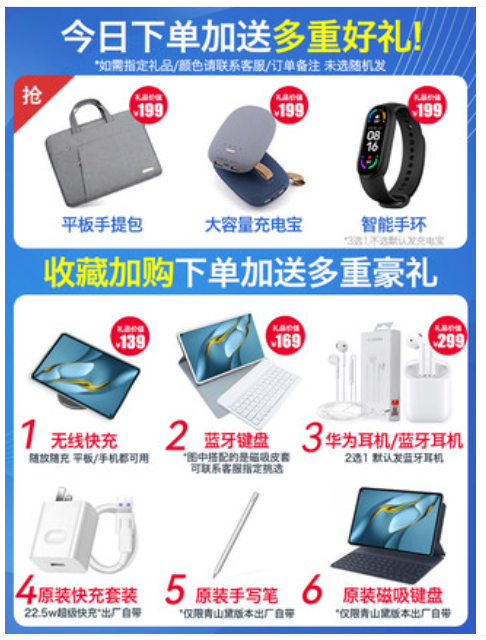 今日下单加送多重好礼!
*如需指定礼品/颜色请联系客服/订单备注 未选随机发
抢
礼品价值
¥199
礼品价值
¥199
礼品价值
¥199
平板手提包
大容量充电宝
智能手环
*3选1,不选默认发充电宝
收藏加购下单加送多重豪礼
礼品价值
¥139
礼品价值
¥169
礼品价值
¥299
1 无线快充
随放随充 平板/手机都可用
2 蓝牙键盘
*图中搭配的是磁吸皮套
可联系客服指定挑选
3 华为耳机/蓝牙耳机
2选1 默认发蓝牙耳机
4 原装快充套装
22.5w超级快充*出厂自带
5 原装手写笔
*仅限青山黛版本出厂自带
6 原装磁吸键盘
*仅限青山黛版本出厂自带